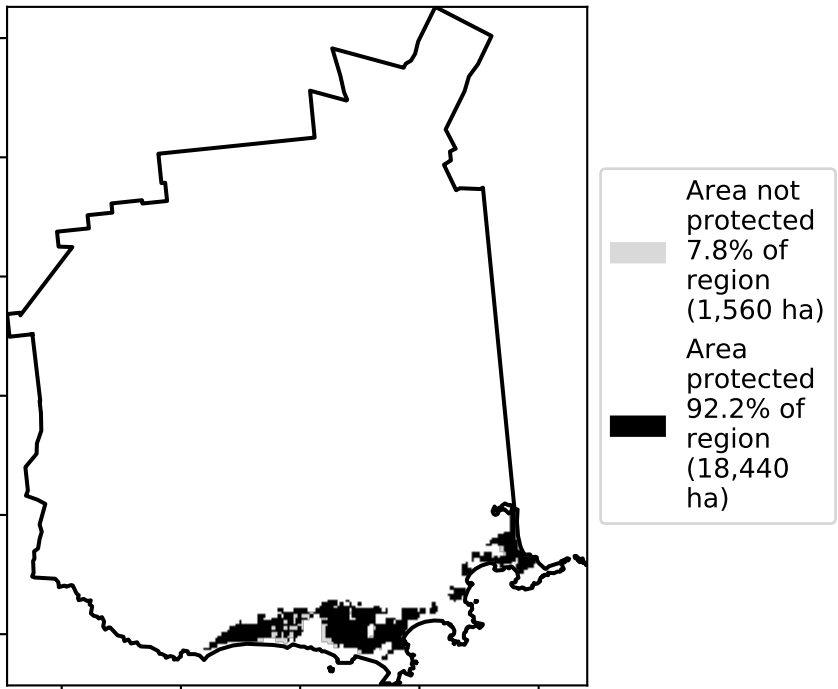 Area not
protected
7.8% of
region
(1,560 ha)
Area
protected
92.2% of
region
(18,440
ha)